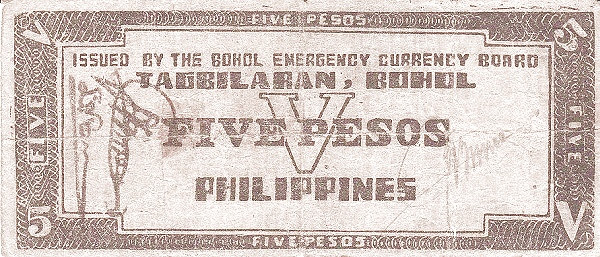 FIVE PESOS
V
5
ISSUED BY THE BOHOL EMERGENCY CURRENCY BOARD
TAGBILARAN, BOHOL
FIVE
V
FIVE PESOS
FIVE
PHILIPPINES
5
V
FIVE PESOS